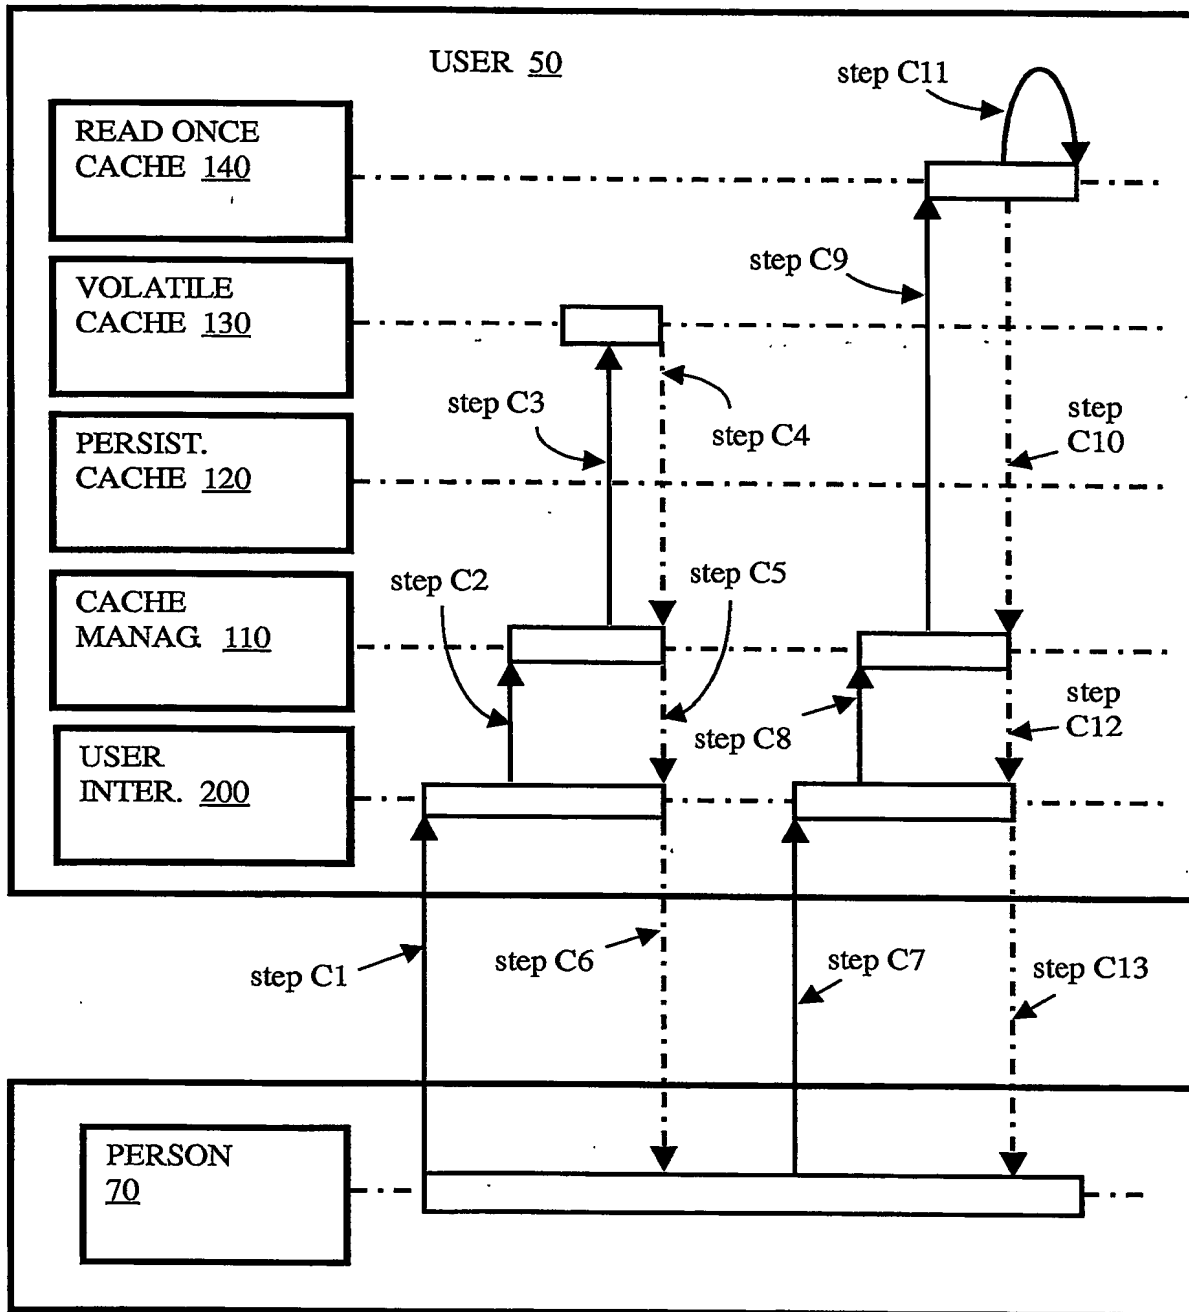 USER 50
step C11
READ ONCE
CACHE 140
step C9
VOLATILE
CACHE 130
step C3
step C4
step
C10
PERSIST.
CACHE 120
step C2
step C5
CACHE
MANAG. 110
step
C12
step C8
USER
INTER. 200
step C1
step C6
step C7
step C13
PERSON
70